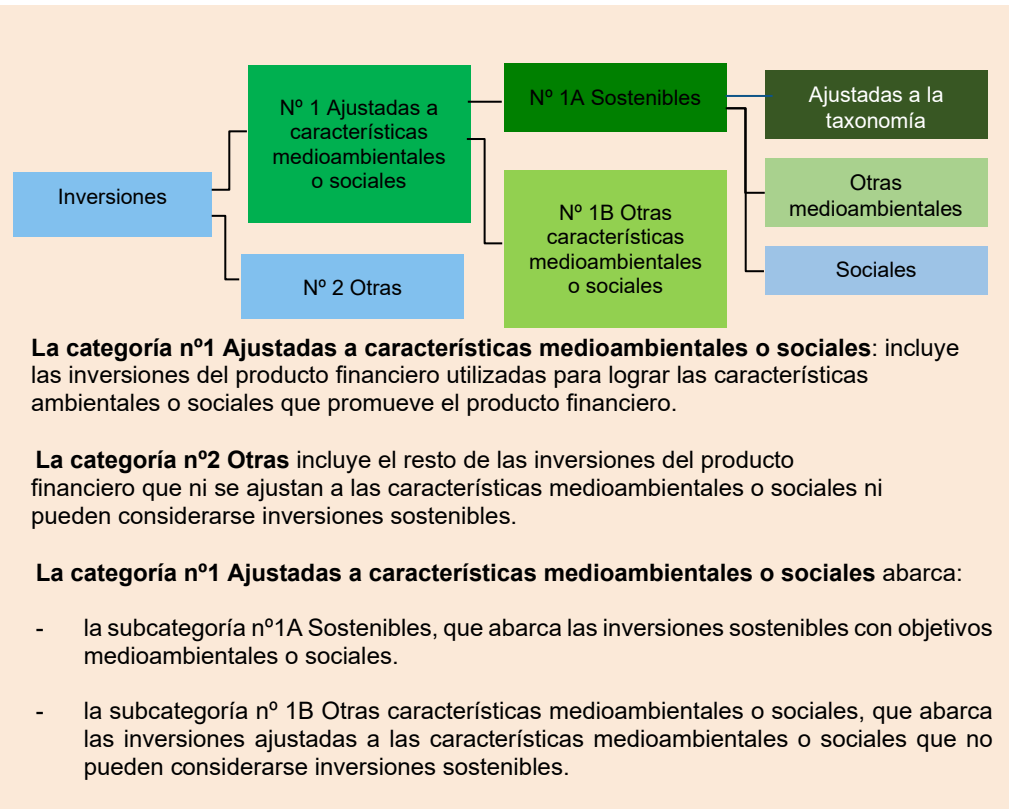 Inversiones
Nº 1 Ajustadas a
características
medioambientales
o sociales
Nº 2 Otras
Nº 1A Sostenibles
Nº 1B Otras
características
medioambientales
o sociales
Ajustadas a la
taxonomía
Otras
medioambientales
Sociales
La categoría nº1 Ajustadas a características medioambientales o sociales: incluye
las inversiones del producto financiero utilizadas para lograr las características
ambientales o sociales que promueve el producto financiero.
La categoría nº2 Otras incluye el resto de las inversiones del producto
financiero que ni se ajustan a las características medioambientales o sociales ni
pueden considerarse inversiones sostenibles.
La categoría nº1 Ajustadas a características medioambientales o sociales abarca:
- la subcategoría nº1A Sostenibles, que abarca las inversiones sostenibles con objetivos
medioambientales o sociales.
- la subcategoría nº 1B Otras características medioambientales o sociales, que abarca
las inversiones ajustadas a las características medioambientales o sociales que no
pueden considerarse inversiones sostenibles.